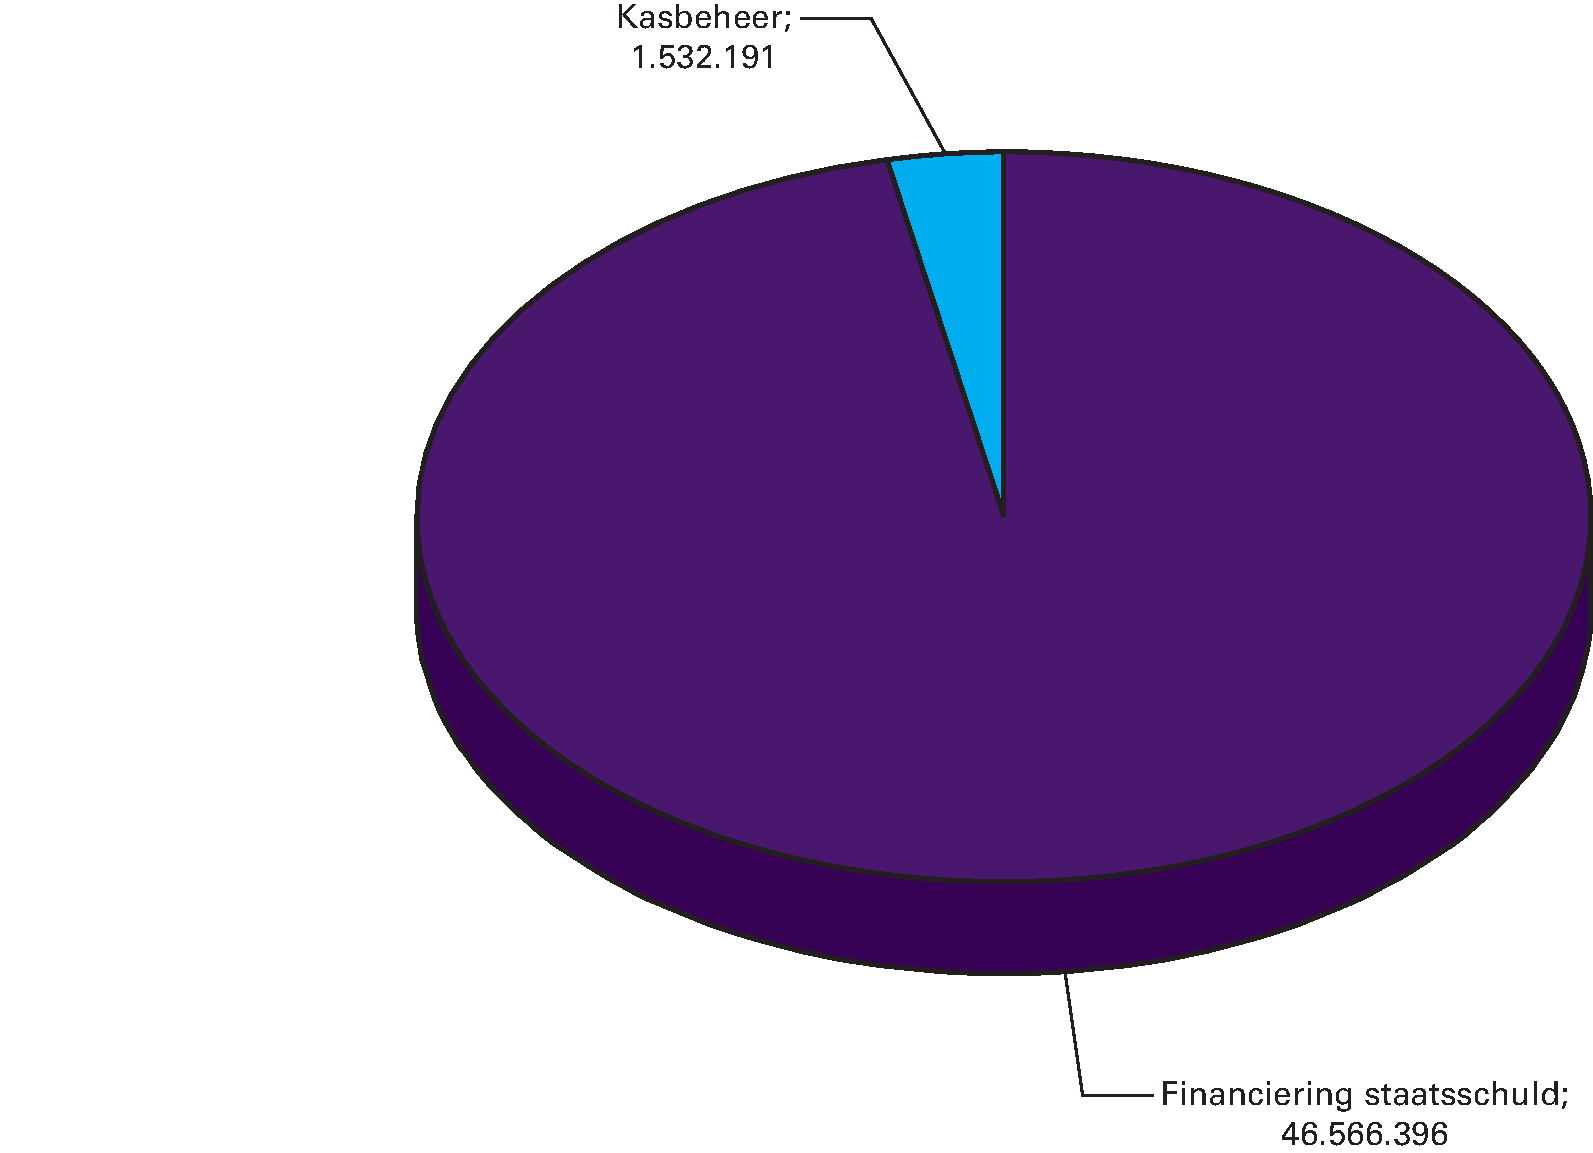 Kasbeheer;
1.532.191
Financiering staatsschuld;
46.566.396